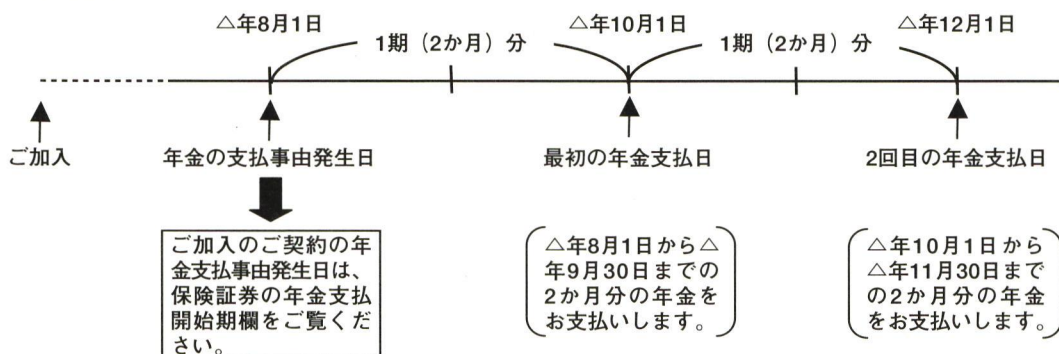 △年8月1日
1期（2か月）分
△年10月1日
1期（2か月）分
△年12月1日
ご加入
年金の支払事由発生日
最初の年金支払日
2回目の年金支払日
ご加入のご契約の年
金支払事由発生日は、
保険証券の年金支払
開始期欄をご覧くだ
さい。
△年8月1日から△
年9月30日までの
2か月分の年金を
お支払いします。
△年10月1日から
△年11月30日まで
の2か月分の年金
をお支払いします。